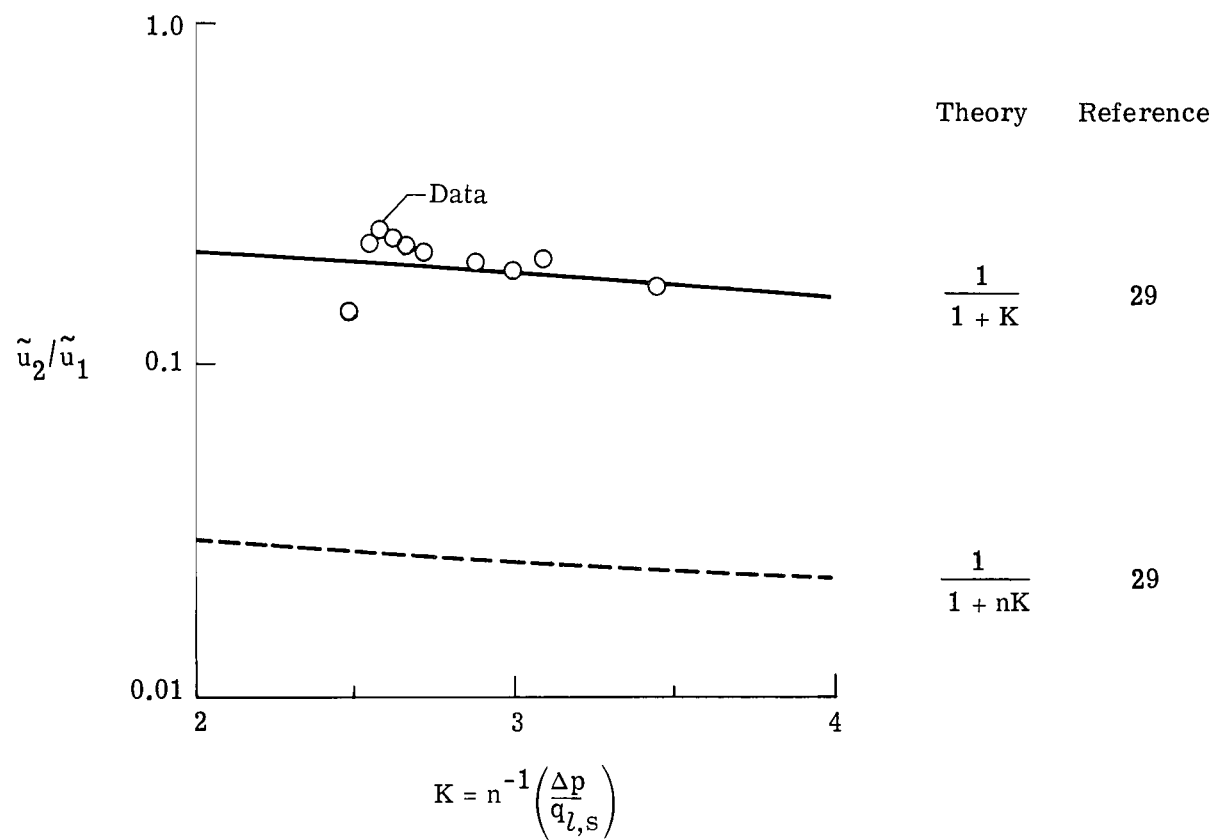 1.0
Theory Reference
Data
1
1 + K
29
ũ₂/ũ₁
0.1
1
1 + nK
29
0.01
2 3 4
K = n⁻¹(Δp/q_l,s)